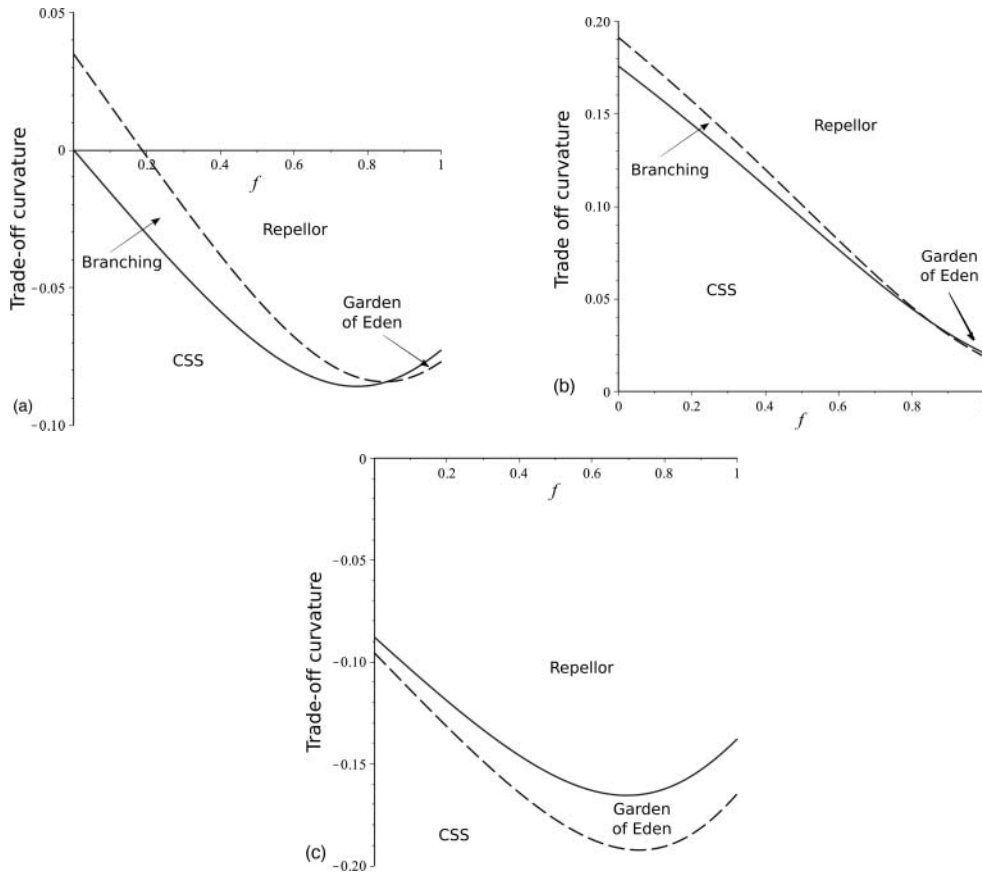 0.05
0
-0.05
-0.10
0.2
0.4
0.6
0.8
1
f
Trade-off curvature
Repellor
Branching
Garden
of Eden
CSS
(a)
0.20
0.15
0.10
0.05
0
0
0.2
0.4
0.6
0.8
f
Trade off curvature
Repellor
Branching
Garden
of Eden
CSS
(b)
0
-0.05
-0.10
-0.15
-0.20
0.2
0.4
0.6
0.8
1
f
Trade-off curvature
Repellor
Garden
of Eden
CSS
(c)